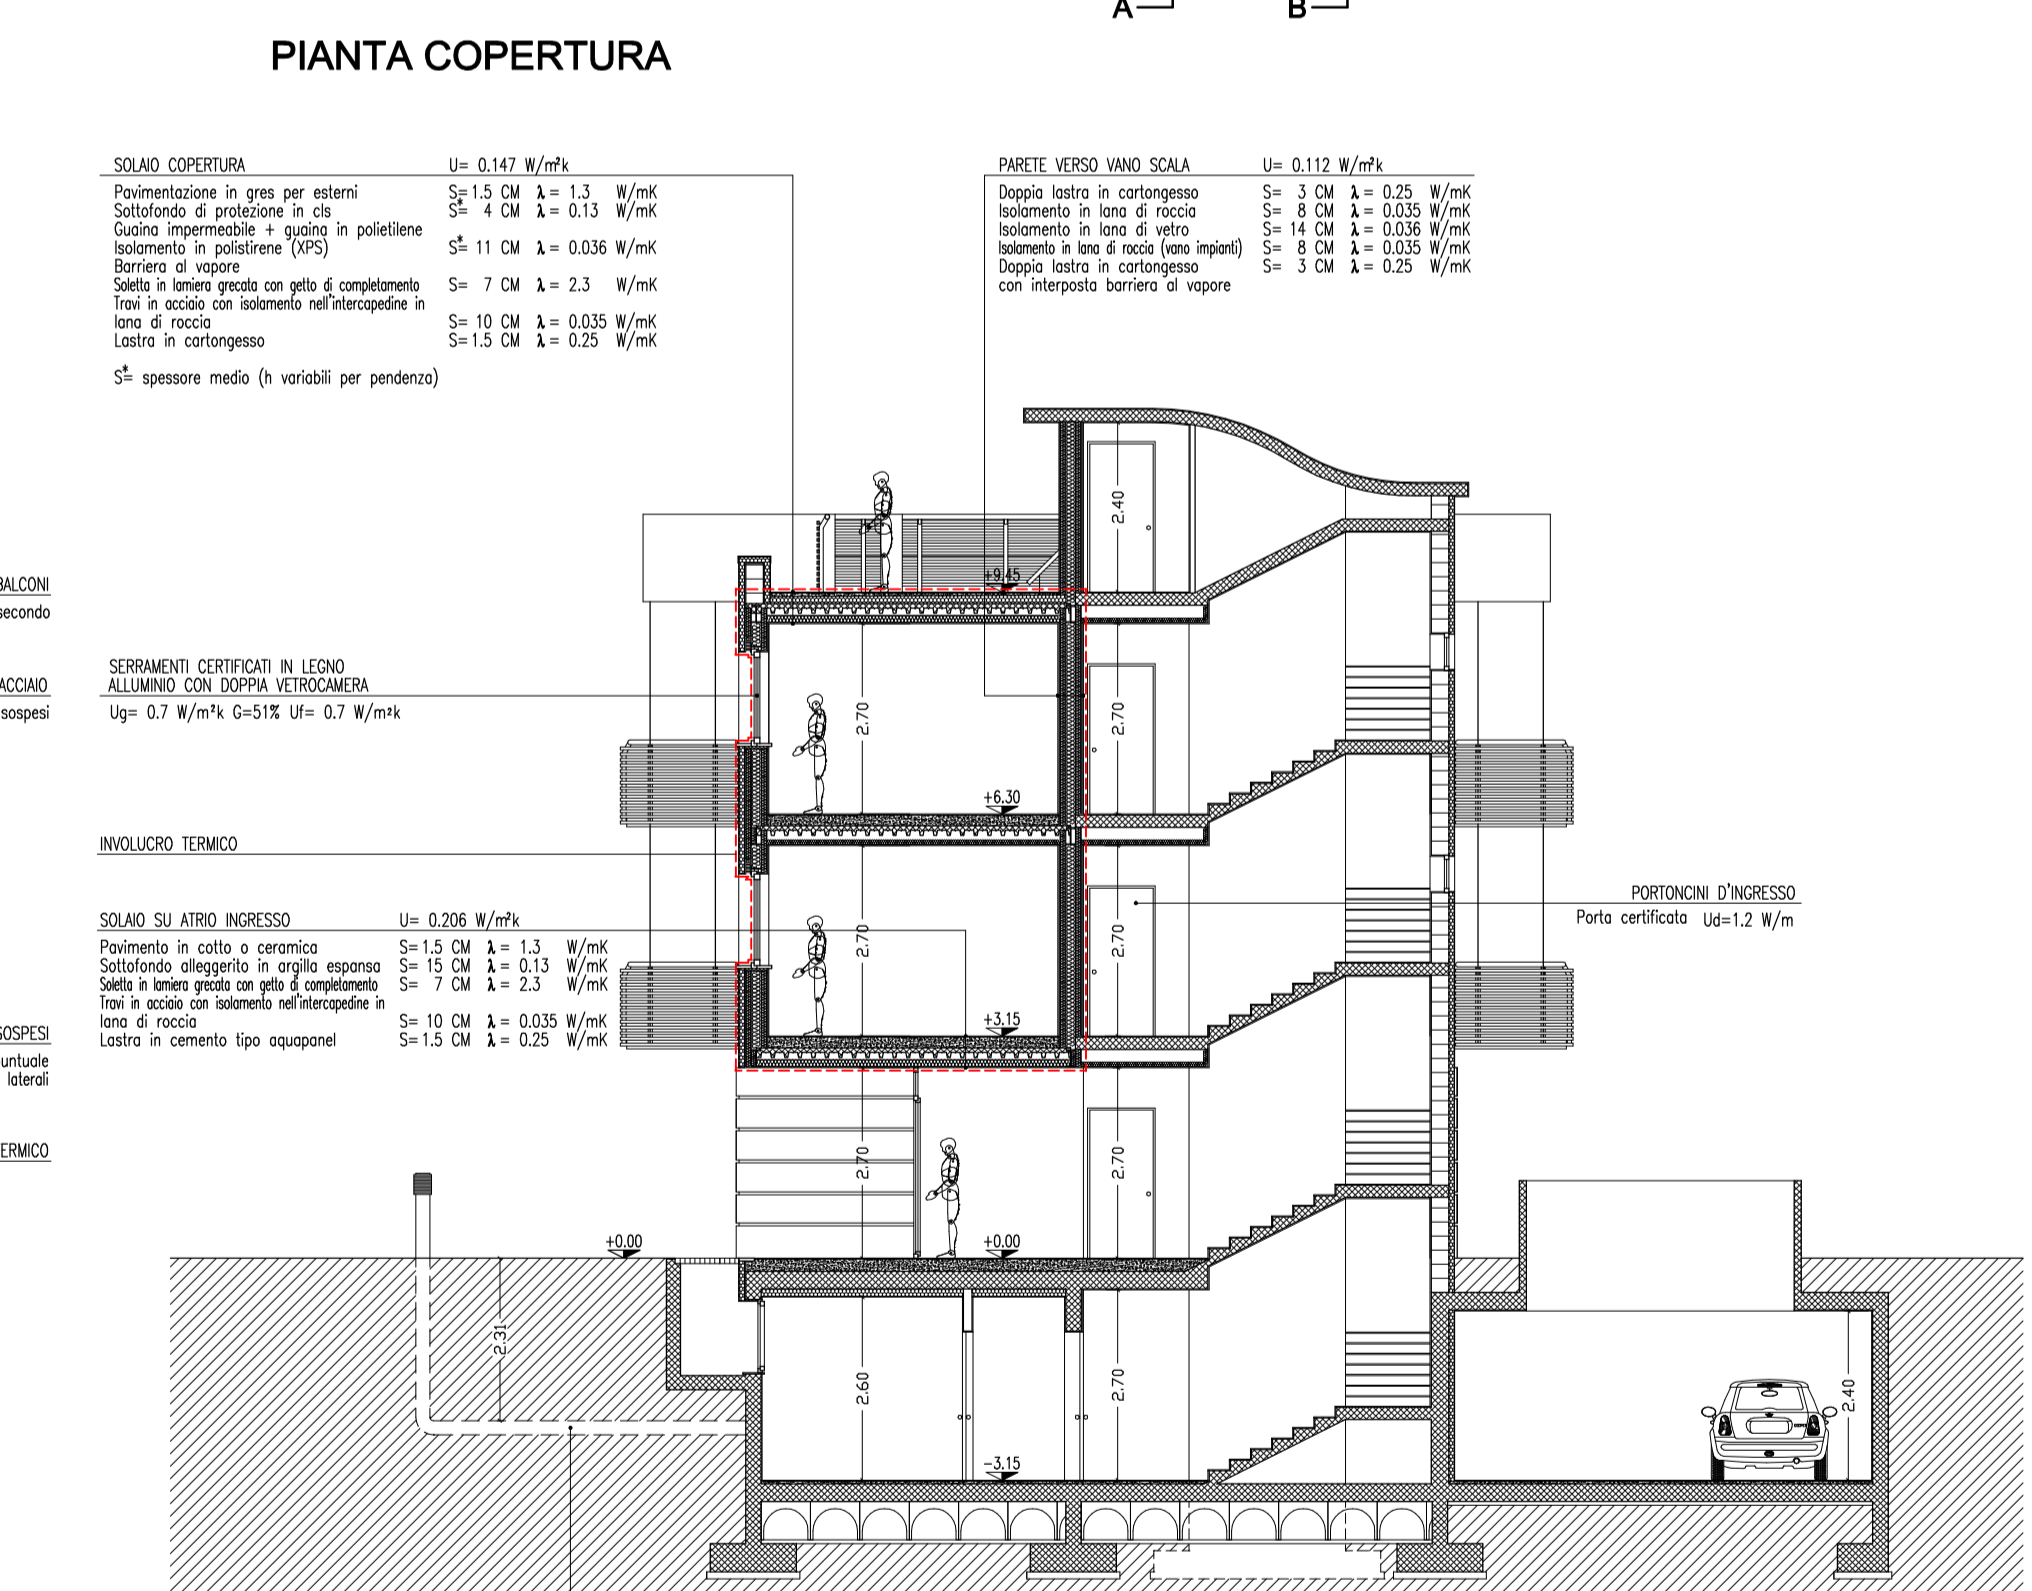 A
B
PIANTA COPERTURA
SOLAIO COPERTURA U= 0.147 W/m²k
Pavimentazione in gres per esterni S= 1.5 CM λ = 1.3 W/mK
Sottofondo di protezione in cls S*= 4 CM λ = 0.13 W/mK
Guaina impermeabile + guaina in polietilene
Isolamento in polistirene (XPS) S*= 11 CM λ = 0.036 W/mK
Barriera al vapore
Soletta in lamiera grecata con getto di completamento S= 7 CM λ = 2.3 W/mK
Travi in acciaio con isolamento nell'intercapedine in
lana di roccia S= 10 CM λ = 0.035 W/mK
Lastra in cartongesso S= 1.5 CM λ = 0.25 W/mK
S*= spessore medio (h variabili per pendenza)
PARETE VERSO VANO SCALA U= 0.112 W/m²k
Doppia lastra in cartongesso S= 3 CM λ = 0.25 W/mK
Isolamento in lana di roccia S= 8 CM λ = 0.035 W/mK
Isolamento in lana di vetro S= 14 CM λ = 0.036 W/mK
Isolamento in lana di roccia (vano impianti) S= 8 CM λ = 0.035 W/mK
Doppia lastra in cartongesso S= 3 CM λ = 0.25 W/mK
con interposta barriera al vapore
2.40
+9.45
BALCONI
secondo
SERRAMENTI CERTIFICATI IN LEGNO
ALLUMINIO CON DOPPIA VETROCAMERA
Ug= 0.7 W/m²k G=51% Uf= 0.7 W/m²k
ACCIAIO
sospesi
2.70
2.70
+6.30
INVOLUCRO TERMICO
PORTONCINI D'INGRESSO
Porta certificata Ud=1.2 W/m
SOLAIO SU ATRIO INGRESSO U= 0.206 W/m²k
Pavimento in cotto o ceramica S= 1.5 CM λ = 1.3 W/mK
Sottofondo alleggerito in argilla espansa S= 15 CM λ = 0.13 W/mK
Soletta in lamiera grecata con getto di completamento S= 7 CM λ = 2.3 W/mK
Travi in acciaio con isolamento nell'intercapedine in
lana di roccia S= 10 CM λ = 0.035 W/mK
Lastra in cemento tipo aquapanel S= 1.5 CM λ = 0.25 W/mK
2.70
2.70
+3.15
SOSPESI
untuale
laterali
ERMICO
2.70
2.70
+0.00
+0.00
2.31
2.60
2.70
2.40
-3.15